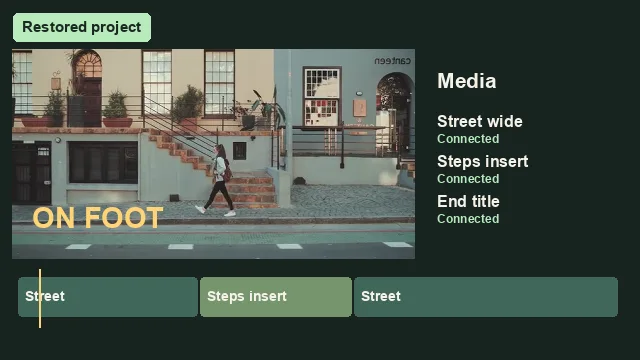 Restored project
canteen
ON FOOT
Media
Street wide
Connected
Steps insert
Connected
End title
Connected
Street
Steps insert
Street